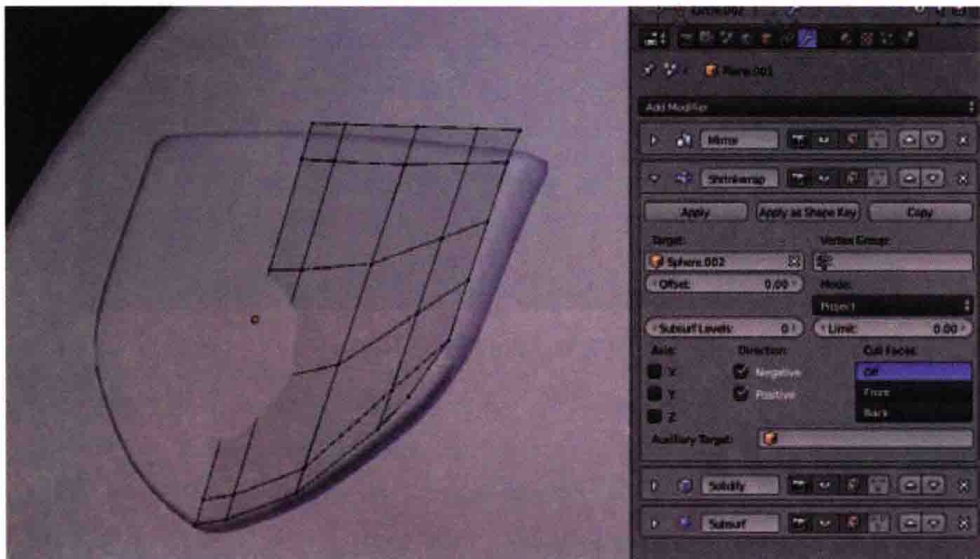 Plane.001
Add Modifier
Mirror
Shrinkwrap
Apply
Apply as Shape Key
Copy
Target:
Vertex Group:
Sphere.002
Offset:
0.00
Mode:
Project
Subsurf Levels:
0
Limit:
0.00
Axis:
Direction:
Cull Faces:
X
Negative
Off
Y
Positive
Front
Z
Back
Auxiliary Target:
Solidify
Subsurf